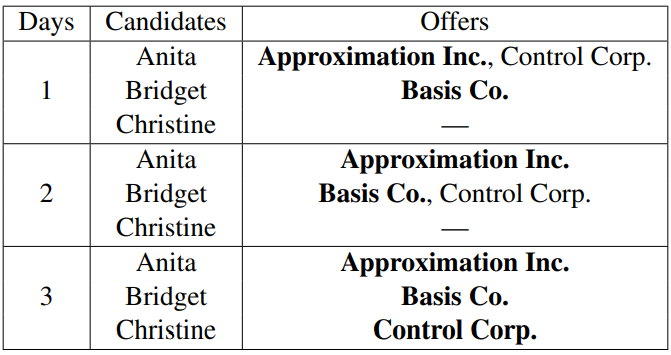 Days Candidates Offers
Anita Approximation Inc., Control Corp.
1 Bridget Basis Co.
Christine —
Anita Approximation Inc.
2 Bridget Basis Co., Control Corp.
Christine —
Anita Approximation Inc.
3 Bridget Basis Co.
Christine Control Corp.